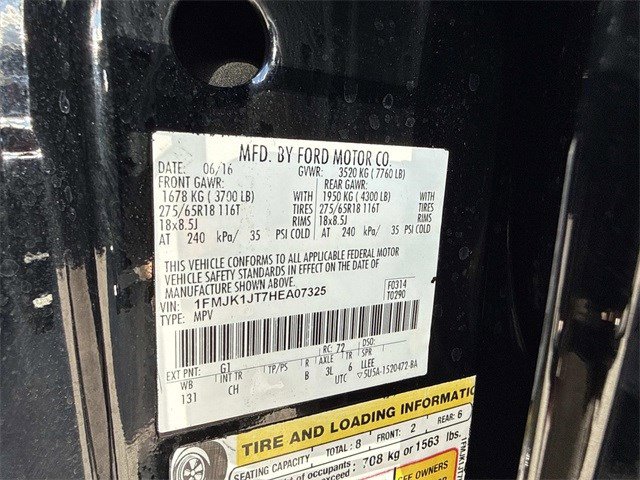 MFD. BY FORD MOTOR CO.
DATE: 06/16 GVWR: 3520 KG (7760 LB)
FRONT GAWR: REAR GAWR:
1678 KG (3700 LB) WITH 1950 KG (4300 LB) WITH
275/65R18 116T TIRES 275/65R18 116T TIRES
18x8.5J RIMS 18x8.5J RIMS
AT 240 kPa/ 35 PSI COLD AT 240 kPa/ 35 PSI COLD
THIS VEHICLE CONFORMS TO ALL APPLICABLE FEDERAL MOTOR
VEHICLE SAFETY STANDARDS IN EFFECT ON THE DATE OF
MANUFACTURE SHOWN ABOVE.
VIN: 1FMJK1JT7HEA07325 F0314
TYPE: MPV T0290
EXT PNT: G1 RC: 72 DSO:
WB INT TR TP/PS R AXLE TR SPR
131 CH B 3L 6 LLEE
UTC 5U5A-1520472-BA
TIRE AND LOADING INFORMATIO
SEATING CAPACITY TOTAL: 8 FRONT: 2 REAR: 6
of occupants 708 kg or 1563 lbs.
SEE OWNERS